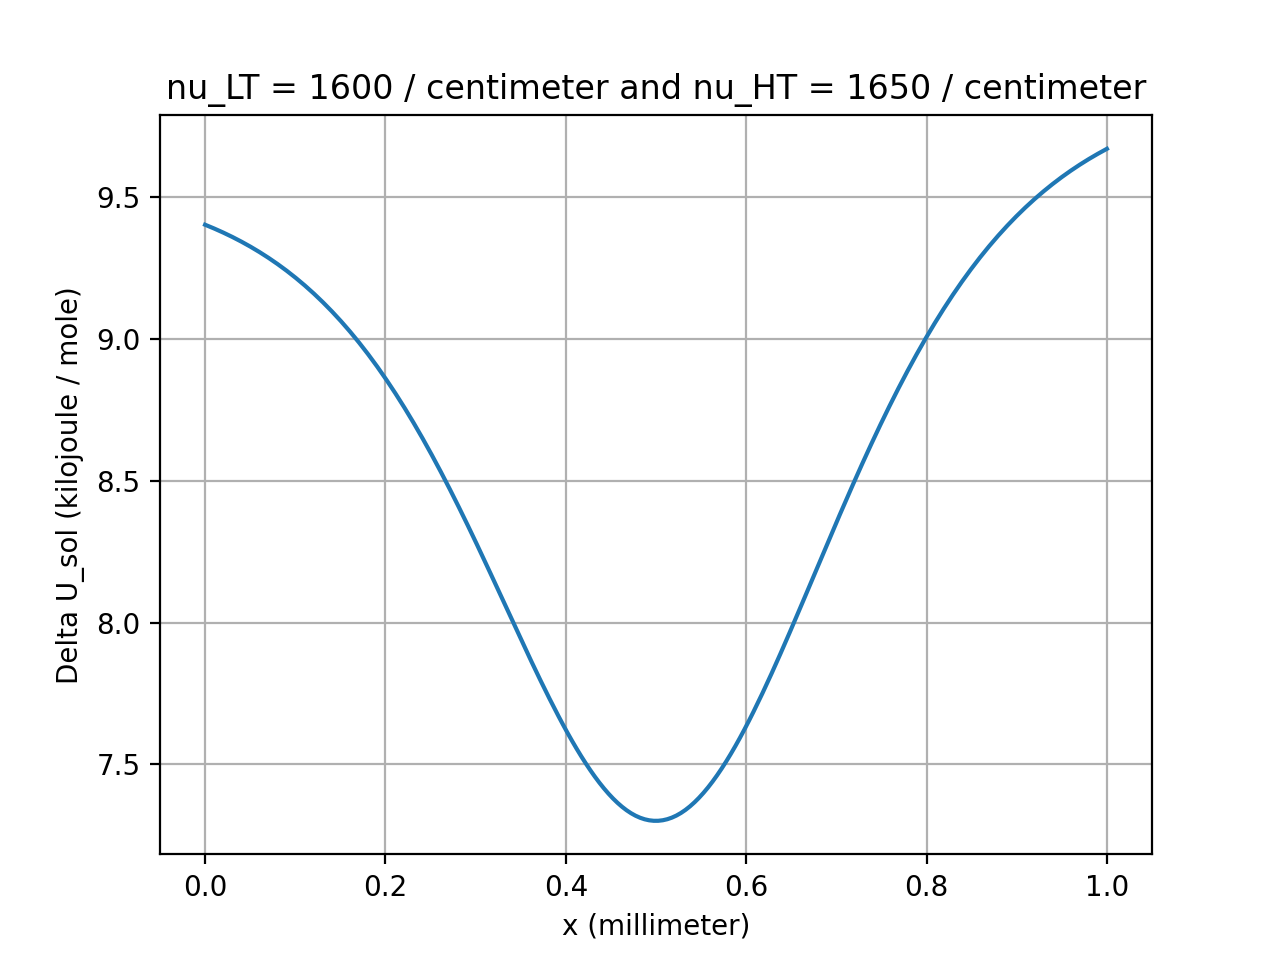 nu_LT = 1600 / centimeter and nu_HT = 1650 / centimeter
Delta U_sol (kilojoule / mole)
9.5
9.0
8.5
8.0
7.5
0.0 0.2 0.4 0.6 0.8 1.0
x (millimeter)